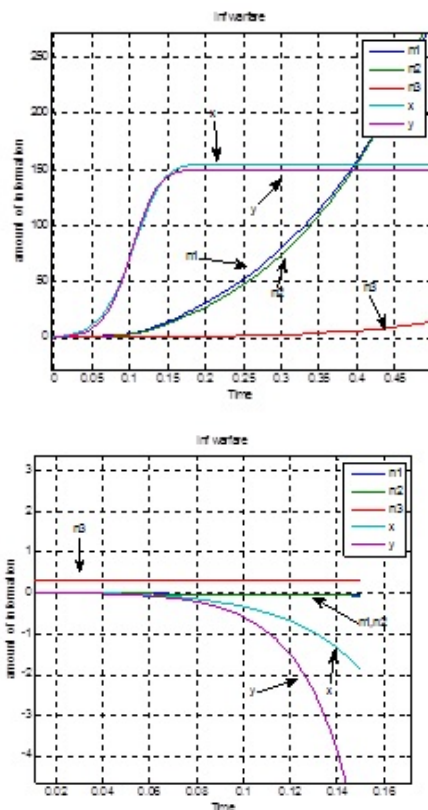 Inf warfare
250
200
150
100
50
0
amount of information
n1
n2
n3
x
y
x
y
n1
n2
n3
0 0.05 0.1 0.15 0.2 0.25 0.3 0.35 0.4 0.45
Time
Inf warfare
3
2
1
0
-1
-2
-3
-4
amount of information
n1
n2
n3
x
y
n3
n1,n2
y
x
0.02 0.04 0.06 0.08 0.1 0.12 0.14 0.16
Time